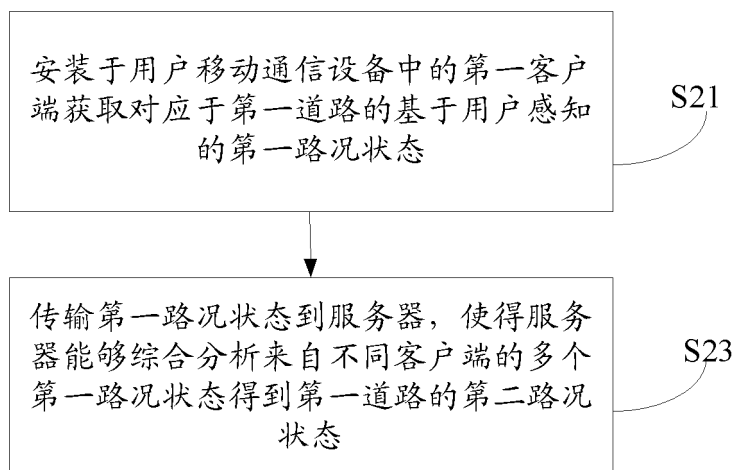 安装于用户移动通信设备中的第一客户
端获取对应于第一道路的基于用户感知
的第一路况状态
S21
传输第一路况状态到服务器，使得服务
器能够综合分析来自不同客户端的多个
第一路况状态得到第一道路的第二路况
状态
S23